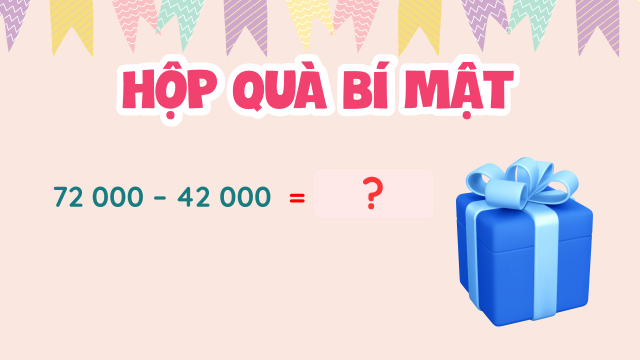 HỘP QUÀ BÍ MẬT
72 000 – 42 000 = ?